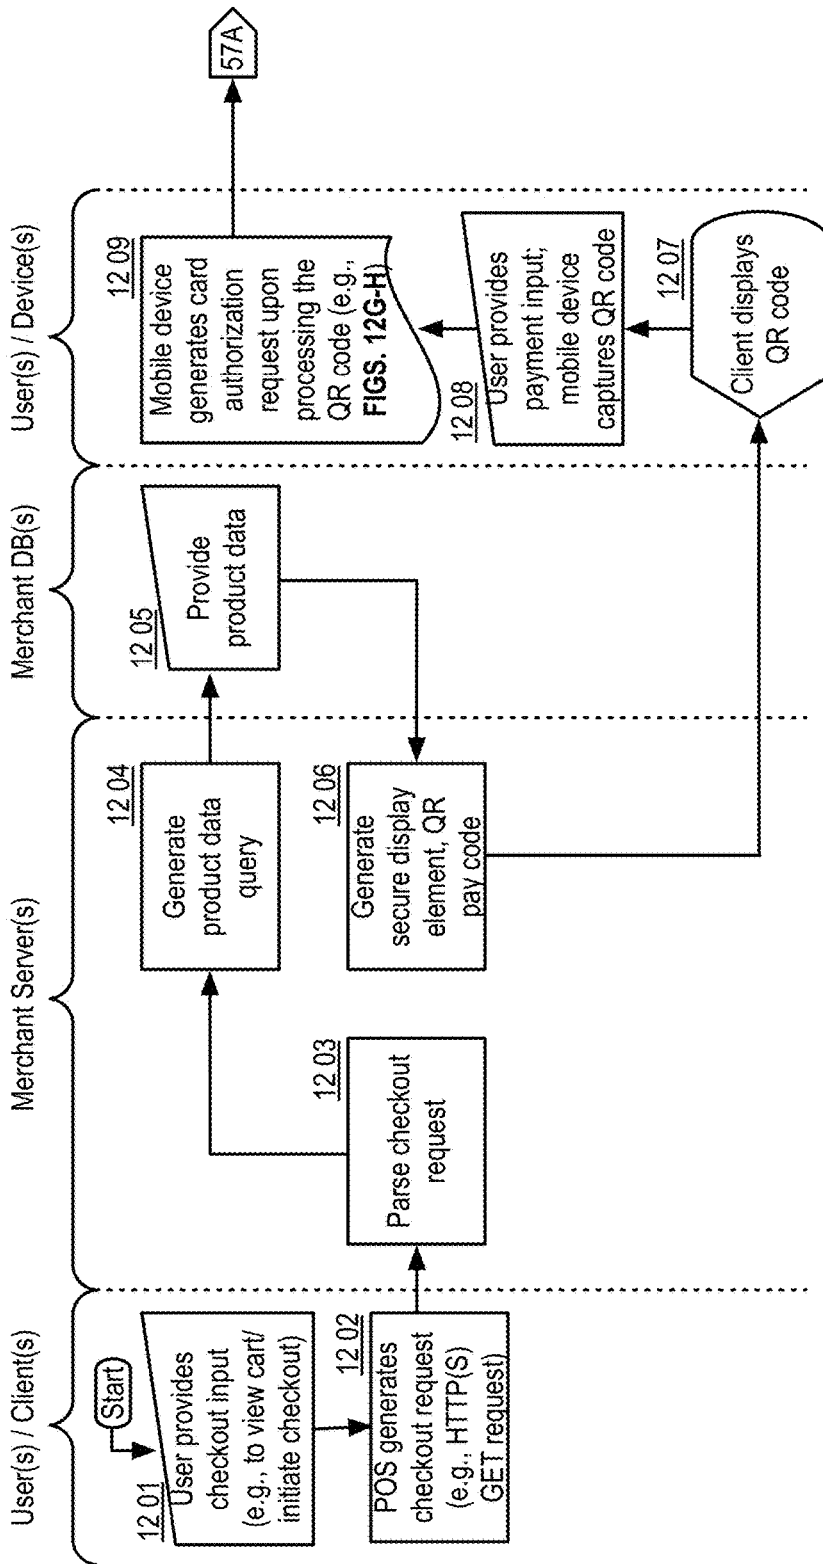 User(s) / Client(s)
Merchant Server(s)
Merchant DB(s)
User(s) / Device(s)
Start
12 01
User provides
checkout input
(e.g., to view cart/
initiate checkout)
12 02
POS generates
checkout request
(e.g., HTTP(S)
GET request)
12 03
Parse checkout
request
12 04
Generate
product data
query
12 05
Provide
product data
12 06
Generate
secure display
element, QR
pay code
12 07
Client displays
QR code
12 08
User provides
payment input;
mobile device
captures QR code
12 09
Mobile device
generates card
authorization
request upon
processing the
QR code (e.g.,
FIGS. 12G-H)
57A